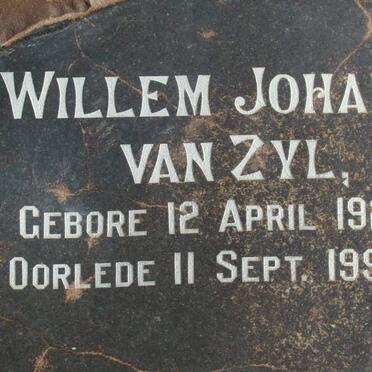 WILLEM JOHA
VAN ZYL,
GEBORE 12 APRIL 19
OORLEDE 11 SEPT. 199